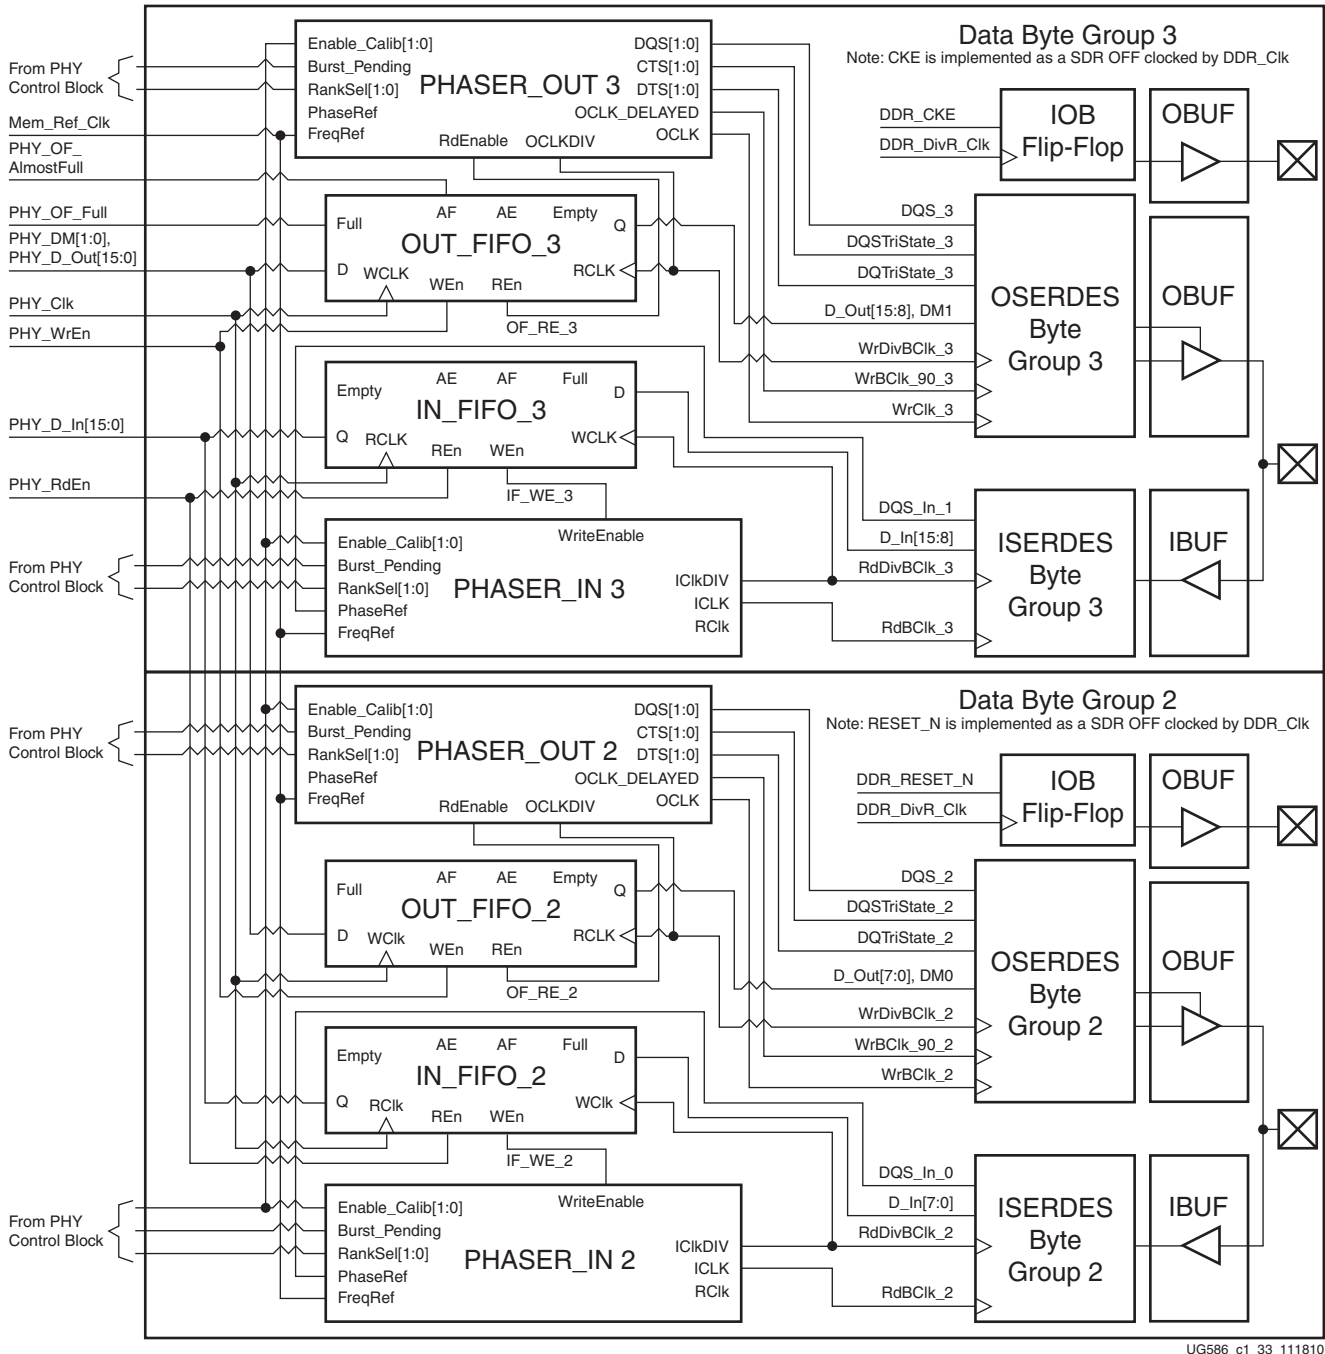 Data Byte Group 3
Note: CKE is implemented as a SDR OFF clocked by DDR_Clk
From PHY
Control Block
Mem_Ref_Clk
PHY_OF_
AlmostFull
PHY_OF_Full
PHY_DM[1:0],
PHY_D_Out[15:0]
PHY_Clk
PHY_WrEn
PHY_D_In[15:0]
PHY_RdEn
From PHY
Control Block
Enable_Calib[1:0]
Burst_Pending
RankSel[1:0]
PhaseRef
FreqRef
PHASER_OUT 3
RdEnable
OCLKDIV
DQS[1:0]
CTS[1:0]
DTS[1:0]
OCLK_DELAYED
OCLK
DDR_CKE
DDR_DivR_Clk
IOB
Flip-Flop
OBUF
Full
AF
AE
Empty
Q
OUT_FIFO_3
D
WCLK
WEn
REn
RCLK
OF_RE_3
DQS_3
DQSTriState_3
DQTriState_3
D_Out[15:8], DM1
WrDivBClk_3
WrBClk_90_3
WrClk_3
OSERDES
Byte
Group 3
OBUF
Empty
AE
AF
Full
D
IN_FIFO_3
Q
RCLK
REn
WEn
WCLK
IF_WE_3
Enable_Calib[1:0]
Burst_Pending
RankSel[1:0]
PhaseRef
FreqRef
WriteEnable
PHASER_IN 3
IClkDIV
ICLK
RClk
DQS_In_1
D_In[15:8]
RdDivBClk_3
RdBClk_3
ISERDES
Byte
Group 3
IBUF
Data Byte Group 2
Note: RESET_N is implemented as a SDR OFF clocked by DDR_Clk
From PHY
Control Block
Enable_Calib[1:0]
Burst_Pending
RankSel[1:0]
PhaseRef
FreqRef
PHASER_OUT 2
RdEnable
OCLKDIV
DQS[1:0]
CTS[1:0]
DTS[1:0]
OCLK_DELAYED
OCLK
DDR_RESET_N
DDR_DivR_Clk
IOB
Flip-Flop
OBUF
Full
AF
AE
Empty
Q
OUT_FIFO_2
D
WClk
WEn
REn
RCLK
OF_RE_2
DQS_2
DQSTriState_2
DQTriState_2
D_Out[7:0], DM0
WrDivBClk_2
WrBClk_90_2
WrBClk_2
OSERDES
Byte
Group 2
OBUF
Empty
AE
AF
Full
D
IN_FIFO_2
Q
RClk
REn
WEn
WClk
IF_WE_2
From PHY
Control Block
Enable_Calib[1:0]
Burst_Pending
RankSel[1:0]
PhaseRef
FreqRef
WriteEnable
PHASER_IN 2
IClkDIV
ICLK
RClk
DQS_In_0
D_In[7:0]
RdDivBClk_2
RdBClk_2
ISERDES
Byte
Group 2
IBUF
UG586_c1_33_111810